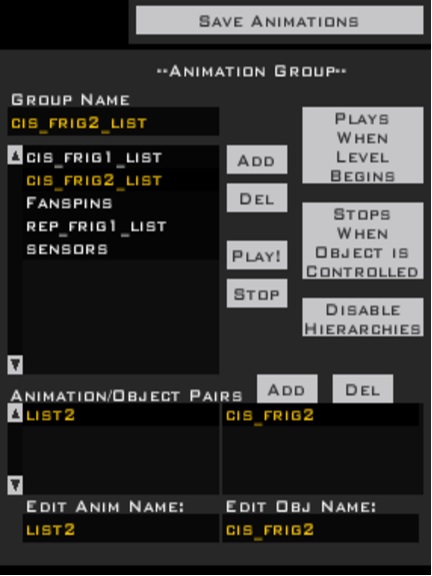 Save Animations
--Animation Group--
Group Name
CIS_FRIG2_LIST
CIS_FRIG1_LIST
CIS_FRIG2_LIST
Fanspins
REP_FRIG1_LIST
SENSORS
Add
Del
Play!
Stop
Plays
When
Level
Begins
Stops
When
Object is
Controlled
Disable
Hierarchies
Animation/Object Pairs
Add
Del
LIST2
CIS_FRIG2
Edit Anim Name:
Edit Obj Name:
LIST2
CIS_FRIG2